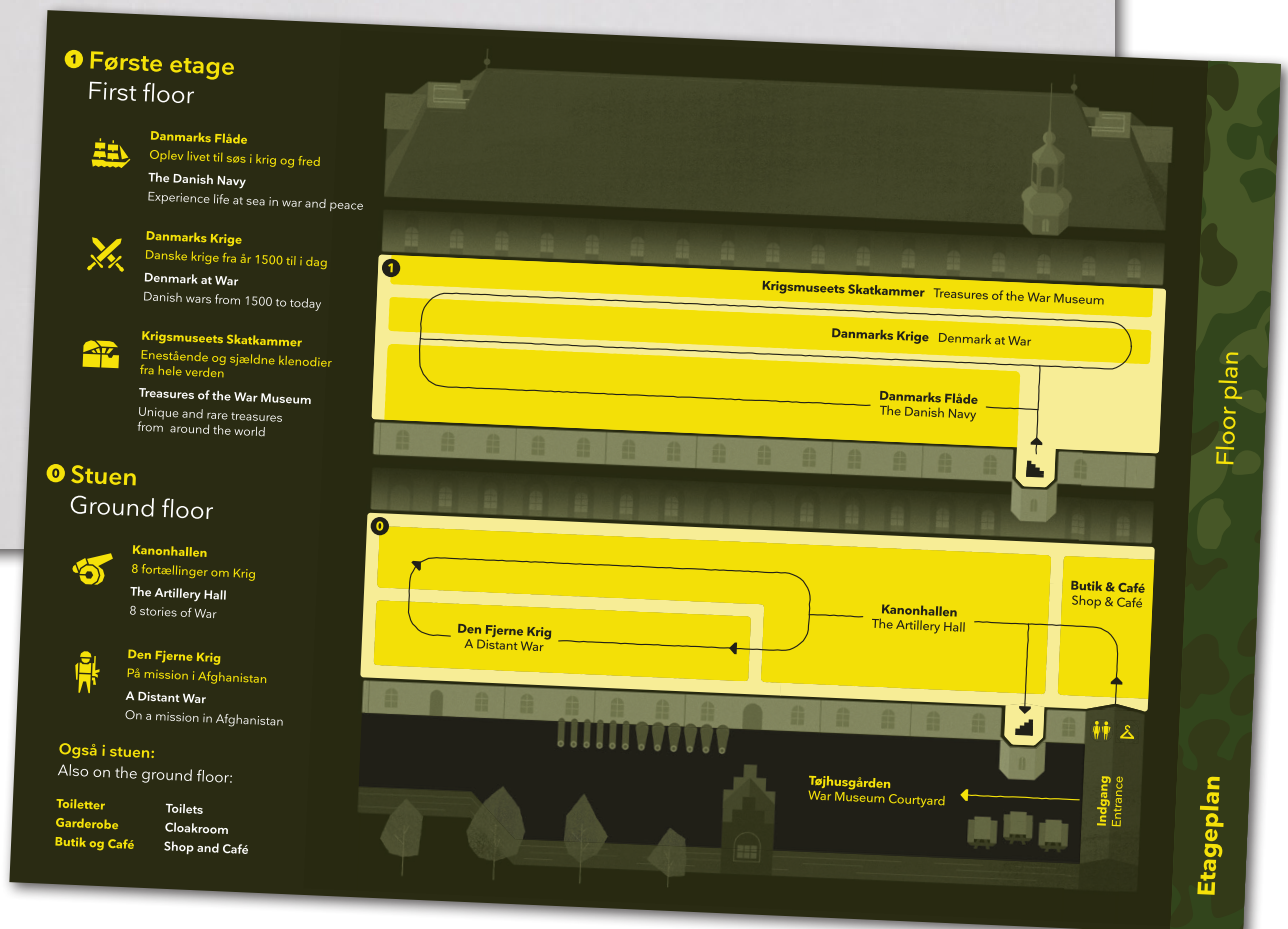 1 Første etage
First floor
Danmarks Flåde
Oplev livet til søs i krig og fred
The Danish Navy
Experience life at sea in war and peace
Danmarks Krige
Danske krige fra år 1500 til i dag
Denmark at War
Danish wars from 1500 to today
Krigsmuseets Skatkammer
Enestående og sjældne klenodier
fra hele verden
Treasures of the War Museum
Unique and rare treasures
from around the world
0 Stuen
Ground floor
Kanonhallen
8 fortællinger om Krig
The Artillery Hall
8 stories of War
Den Fjerne Krig
På mission i Afghanistan
A Distant War
On a mission in Afghanistan
Også i stuen:
Also on the ground floor:
Toiletter Toilets
Garderobe Cloakroom
Butik og Café Shop and Café
1
Krigsmuseets Skatkammer Treasures of the War Museum
Danmarks Krige Denmark at War
Danmarks Flåde
The Danish Navy
0
Butik & Café
Shop & Café
Kanonhallen
The Artillery Hall
Den Fjerne Krig
A Distant War
Tøjhusgården
War Museum Courtyard
Indgang
Entrance
Etageplan
Floor plan